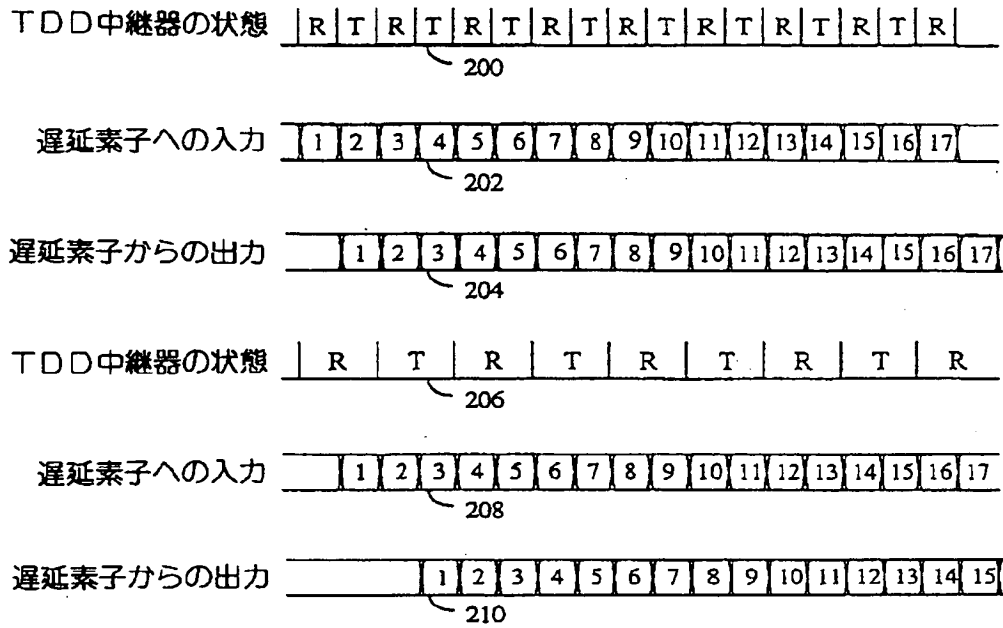 TDD中継器の状態 R T R T R T R T R T R T R T R T R
200
遅延素子への入力 1 2 3 4 5 6 7 8 9 10 11 12 13 14 15 16 17
202
遅延素子からの出力 1 2 3 4 5 6 7 8 9 10 11 12 13 14 15 16 17
204
TDD中継器の状態 R T R T R T R T R
206
遅延素子への入力 1 2 3 4 5 6 7 8 9 10 11 12 13 14 15 16 17
208
遅延素子からの出力 1 2 3 4 5 6 7 8 9 10 11 12 13 14 15
210